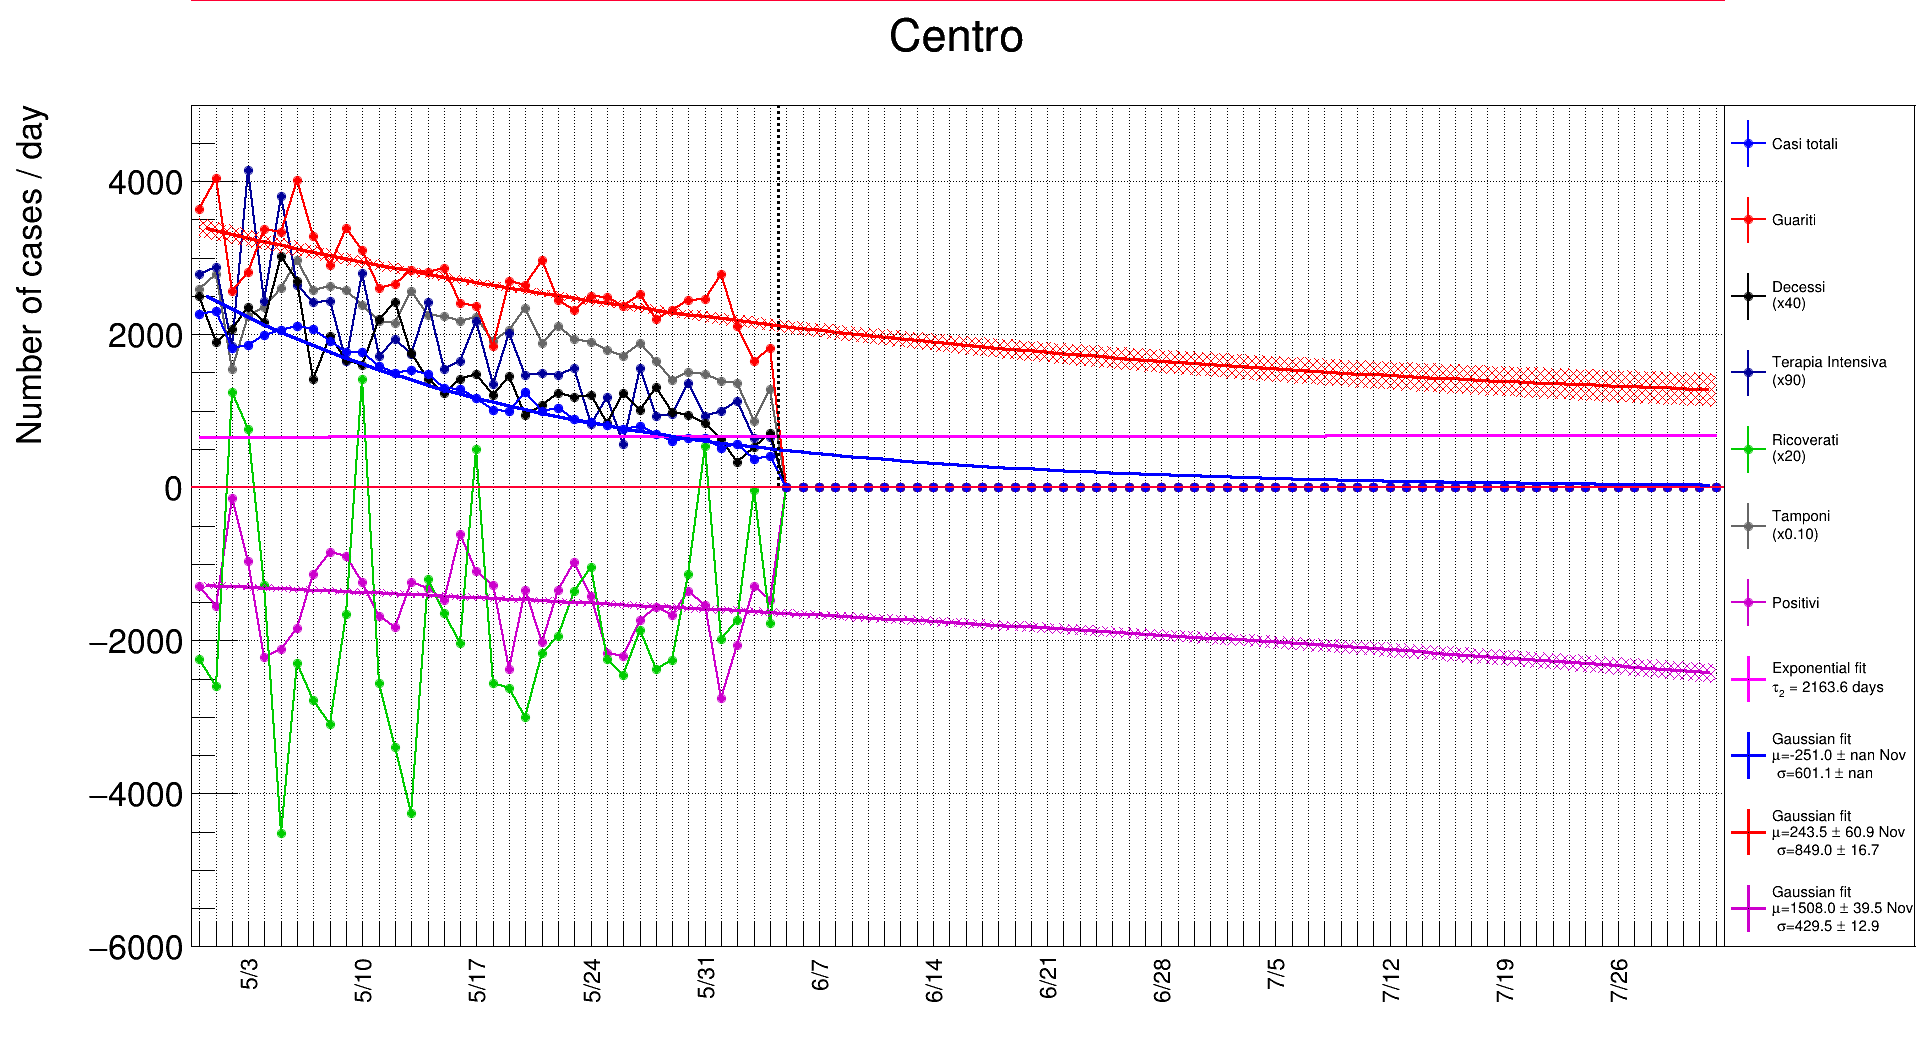 Centro
Number of cases / day
4000
2000
0
−2000
−4000
−6000
5/3
5/10
5/17
5/24
5/31
6/7
6/14
6/21
6/28
7/5
7/12
7/19
7/26
Casi totali
Guariti
Decessi
(x40)
Terapia Intensiva
(x90)
Ricoverati
(x20)
Tamponi
(x0.10)
Positivi
Exponential fit
τ2 = 2163.6 days
Gaussian fit
μ=-251.0 ± nan Nov
σ=601.1 ± nan
Gaussian fit
μ=243.5 ± 60.9 Nov
σ=849.0 ± 16.7
Gaussian fit
μ=1508.0 ± 39.5 Nov
σ=429.5 ± 12.9